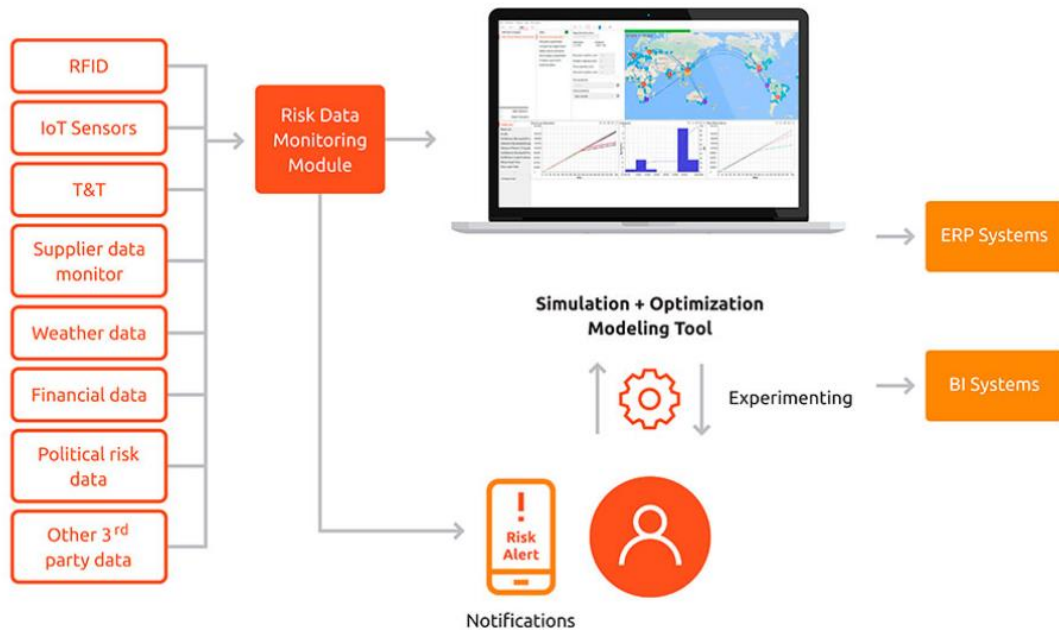 RFID
IoT Sensors
T&T
Supplier data
monitor
Weather data
Financial data
Political risk
data
Other 3rd
party data
Risk Data
Monitoring
Module
Simulation + Optimization
Modeling Tool
Experimenting
ERP Systems
BI Systems
!
Risk
Alert
Notifications